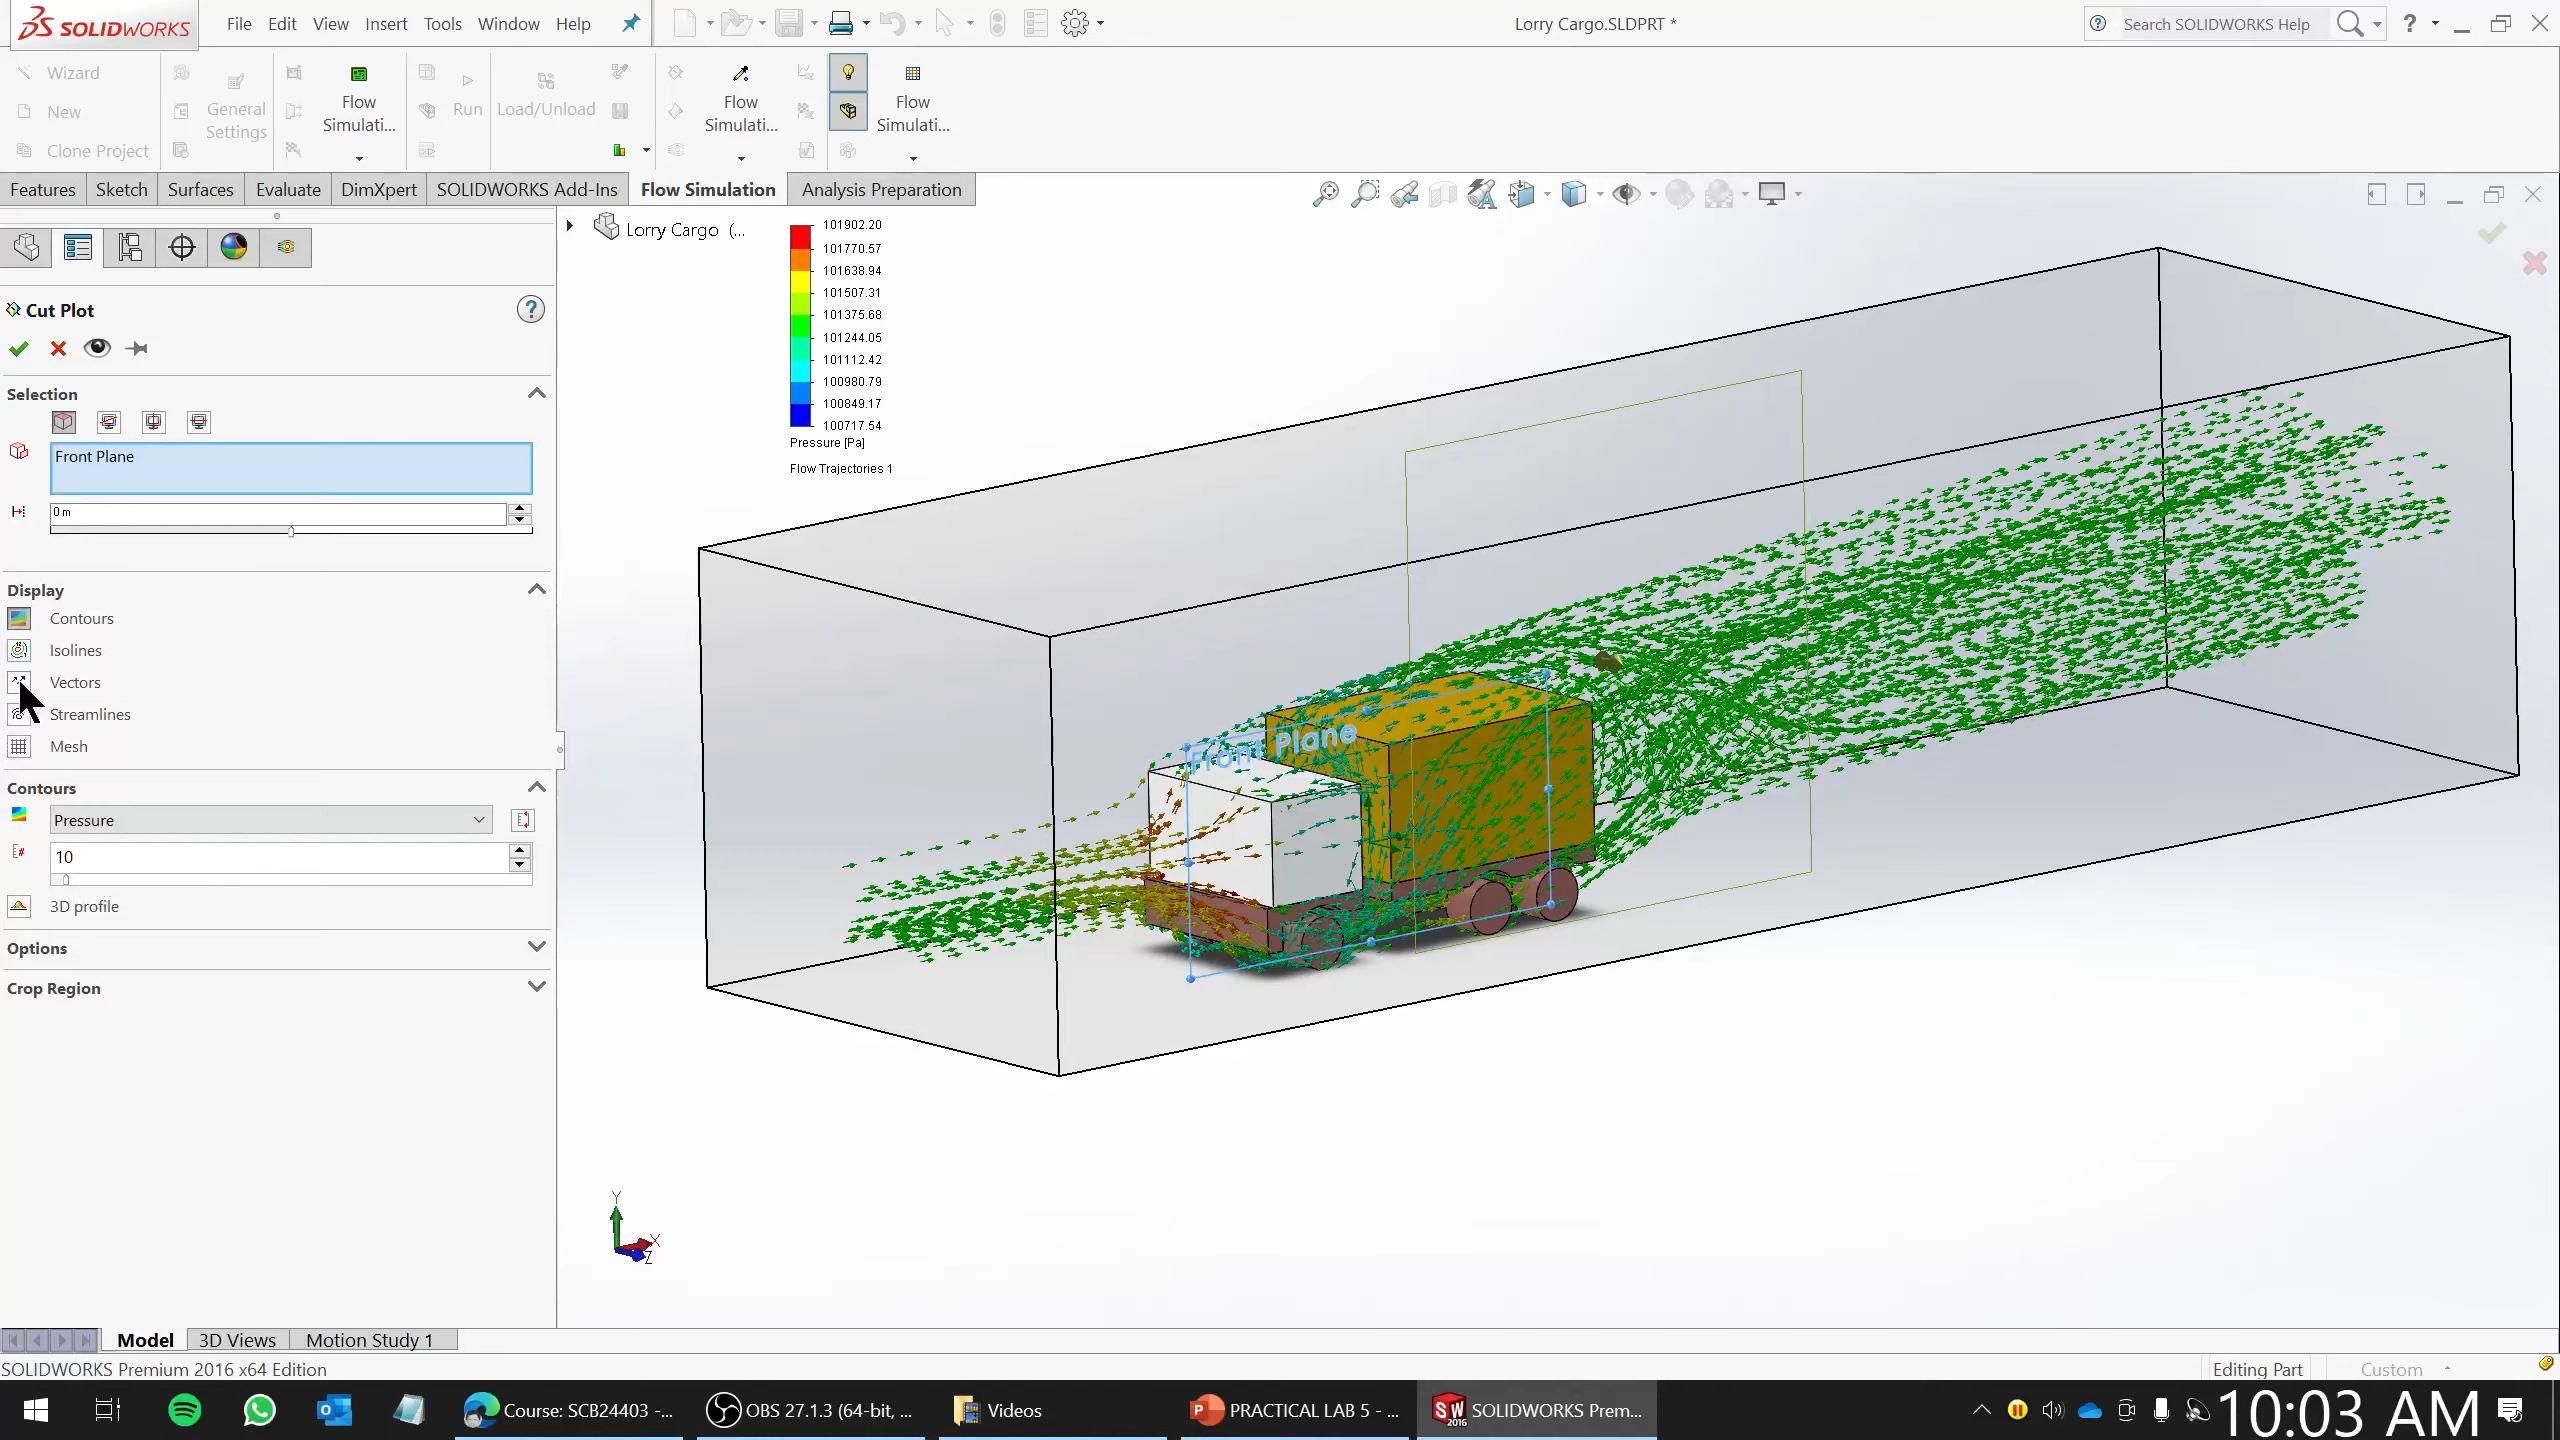 SOLIDWORKS
File Edit View Insert Tools Window Help
Lorry Cargo.SLDPRT *
Search SOLIDWORKS Help
Wizard
New
Clone Project
General
Settings
Flow
Simulati...
Run
Load/Unload
Flow
Simulati...
Flow
Simulati...
Features Sketch Surfaces Evaluate DimXpert SOLIDWORKS Add-Ins Flow Simulation Analysis Preparation
Lorry Cargo (...
101902.20
101770.57
101638.94
101507.31
101375.68
101244.05
101112.42
100980.79
100849.17
100717.54
Pressure [Pa]
Flow Trajectories 1
Cut Plot
Selection
Front Plane
0 m
Display
Contours
Isolines
Vectors
Streamlines
Mesh
Contours
Pressure
10
3D profile
Options
Crop Region
Front Plane
Y
X
Z
Model 3D Views Motion Study 1
SOLIDWORKS Premium 2016 x64 Edition
Editing Part
Custom
Course: SCB24403 -...
OBS 27.1.3 (64-bit, ...
Videos
PRACTICAL LAB 5 - ...
SOLIDWORKS Prem...
10:03 AM